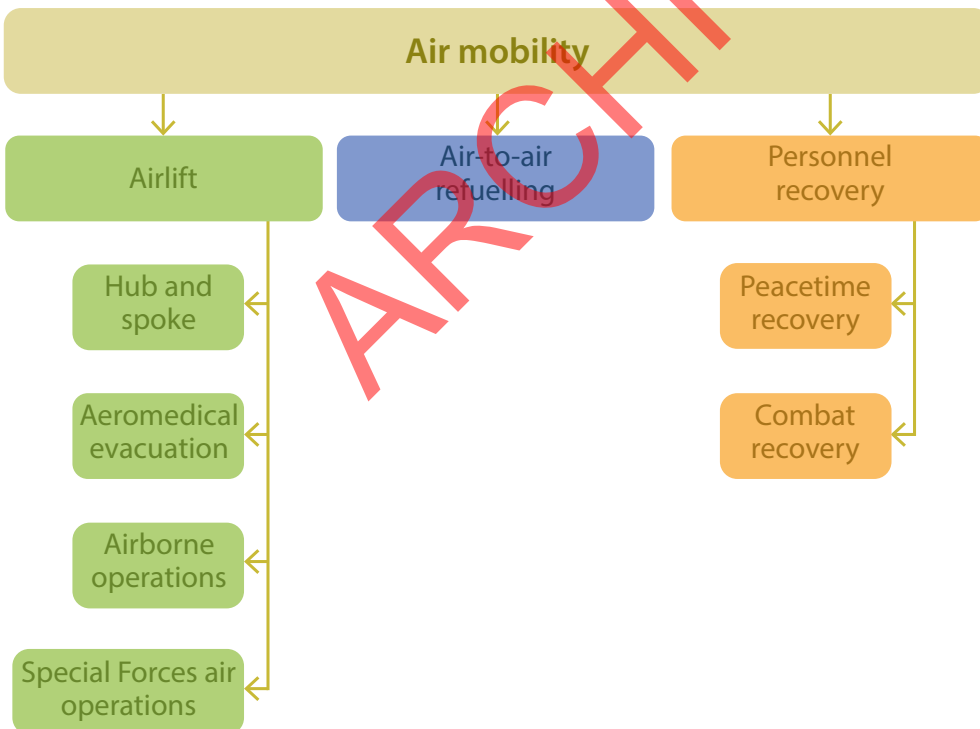 Air mobility
Airlift
Air-to-air
refuelling
Personnel
recovery
Hub and
spoke
Peacetime
recovery
Aeromedical
evacuation
Combat
recovery
Airborne
operations
Special Forces air
operations